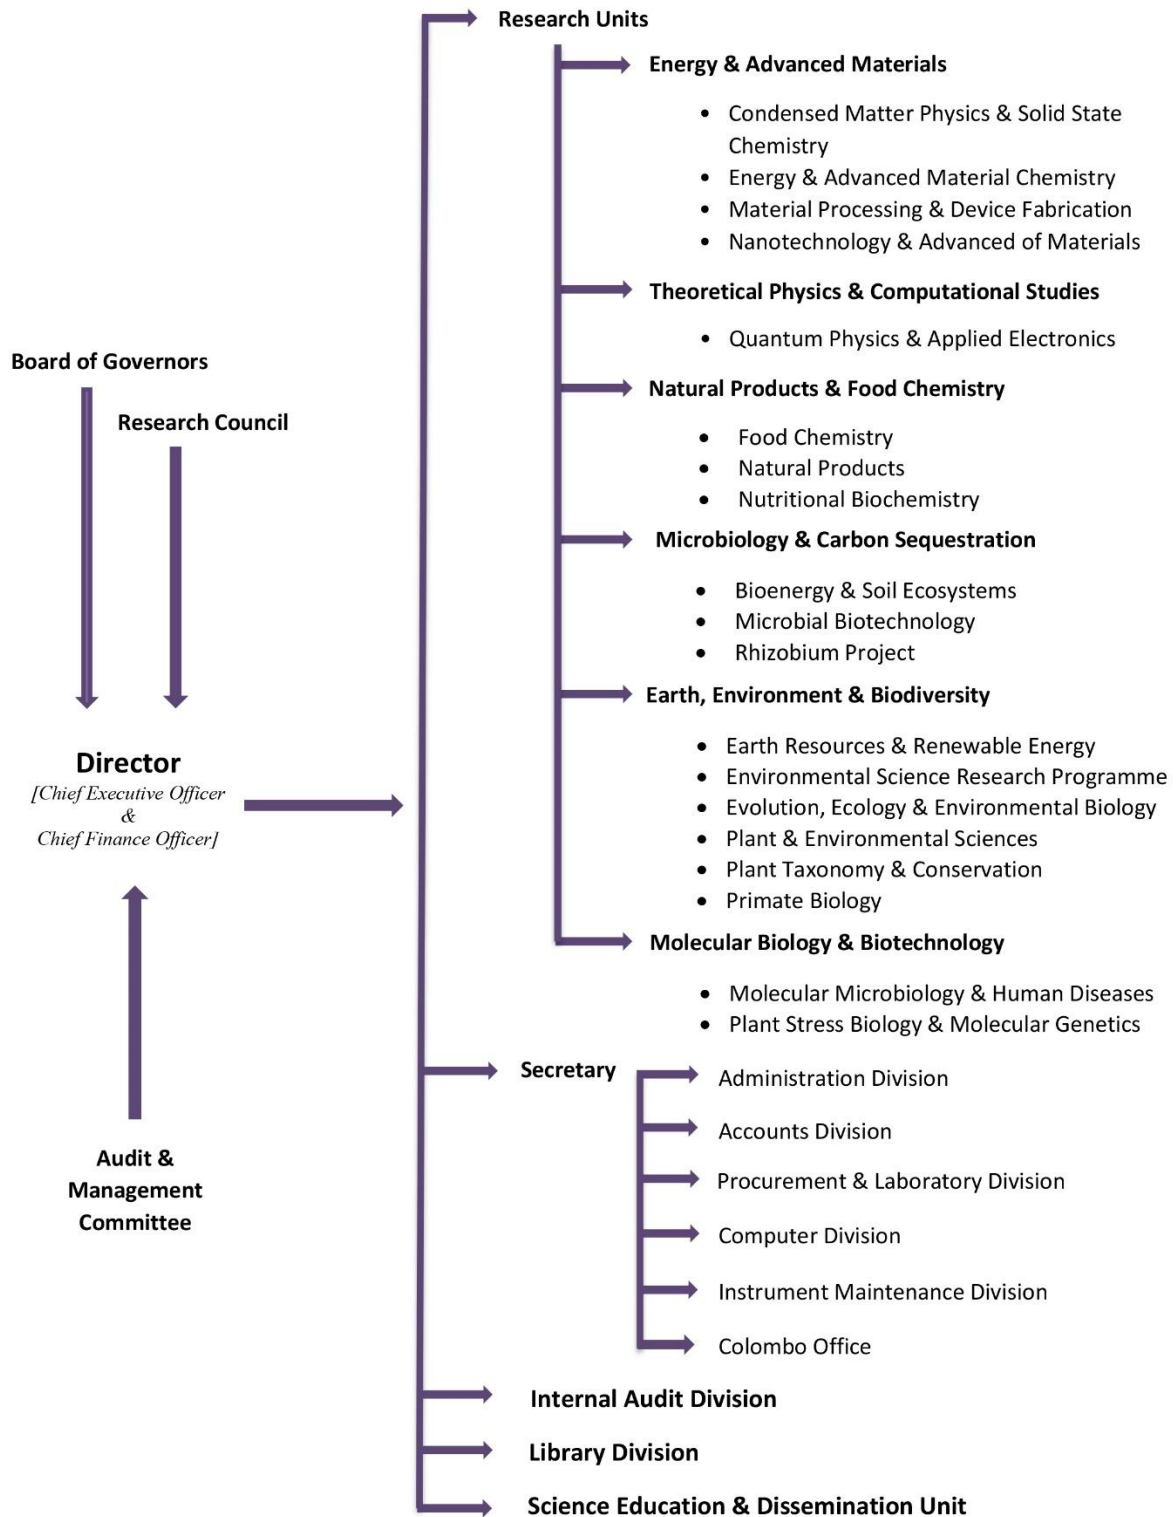 Research Units
Energy & Advanced Materials
• Condensed Matter Physics & Solid State
Chemistry
• Energy & Advanced Material Chemistry
• Material Processing & Device Fabrication
• Nanotechnology & Advanced of Materials
Theoretical Physics & Computational Studies
• Quantum Physics & Applied Electronics
Board of Governors
Research Council
Natural Products & Food Chemistry
• Food Chemistry
• Natural Products
• Nutritional Biochemistry
Microbiology & Carbon Sequestration
• Bioenergy & Soil Ecosystems
• Microbial Biotechnology
• Rhizobium Project
Earth, Environment & Biodiversity
• Earth Resources & Renewable Energy
• Environmental Science Research Programme
• Evolution, Ecology & Environmental Biology
• Plant & Environmental Sciences
• Plant Taxonomy & Conservation
• Primate Biology
Director
[Chief Executive Officer
&
Chief Finance Officer]
Molecular Biology & Biotechnology
• Molecular Microbiology & Human Diseases
• Plant Stress Biology & Molecular Genetics
Secretary
Administration Division
Accounts Division
Procurement & Laboratory Division
Computer Division
Instrument Maintenance Division
Colombo Office
Audit &
Management
Committee
Internal Audit Division
Library Division
Science Education & Dissemination Unit